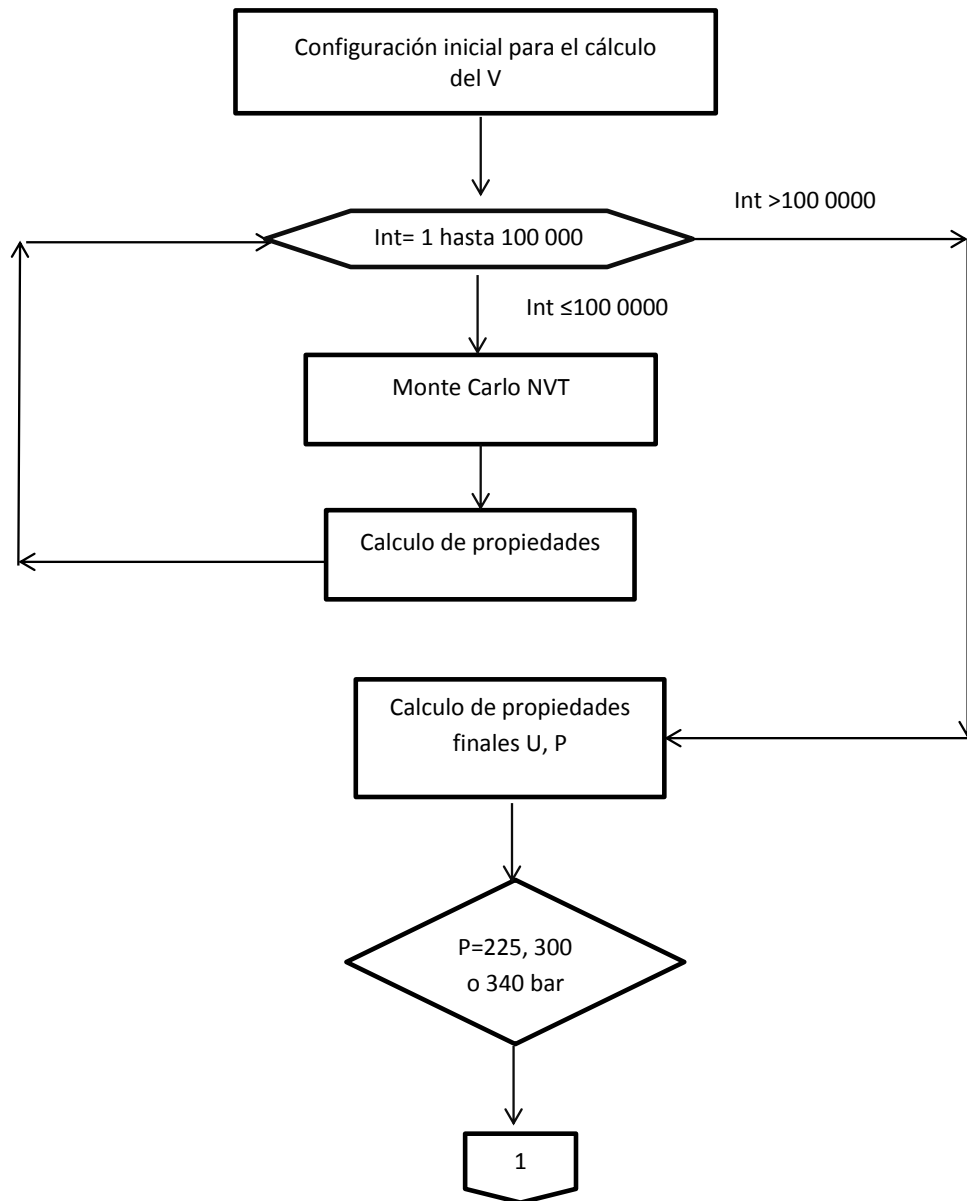 Configuración inicial para el cálculo
del V
Int >100 0000
Int= 1 hasta 100 000
Int ≤100 0000
Monte Carlo NVT
Calculo de propiedades
Calculo de propiedades
finales U, P
P=225, 300
o 340 bar
1